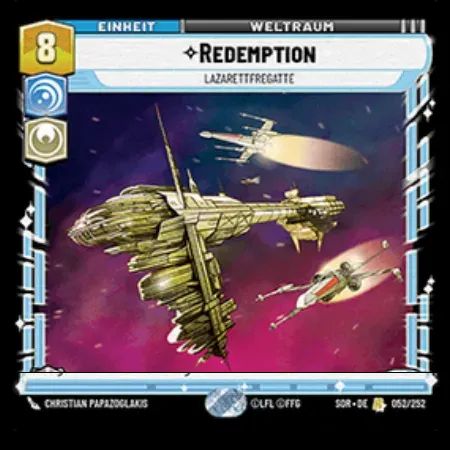 EINHEIT WELTRAUM
8
REDEMPTION
LAZARETTFREGATTE
CHRISTIAN PAPAZOGLAKIS ©LFL ©FFG SOR • DE 052/252